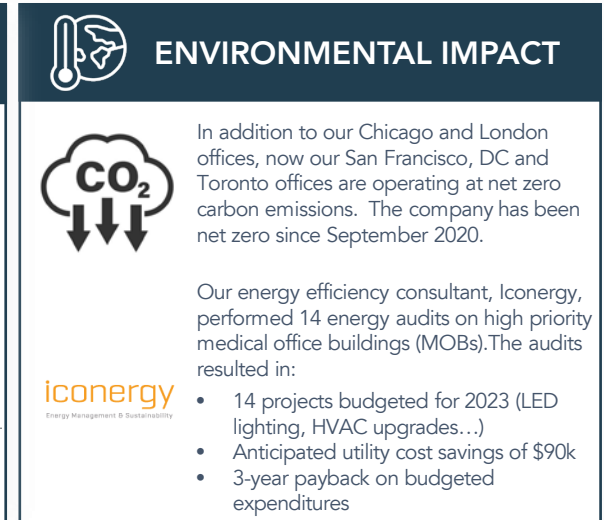 ENVIRONMENTAL IMPACT
CO₂
In addition to our Chicago and London
offices, now our San Francisco, DC and
Toronto offices are operating at net zero
carbon emissions.  The company has been
net zero since September 2020.
Our energy efficiency consultant, Iconergy,
performed 14 energy audits on high priority
medical office buildings (MOBs).The audits
resulted in:
iconergy
Energy Management & Sustainability
• 14 projects budgeted for 2023 (LED
lighting, HVAC upgrades…)
• Anticipated utility cost savings of $90k
• 3-year payback on budgeted
expenditures